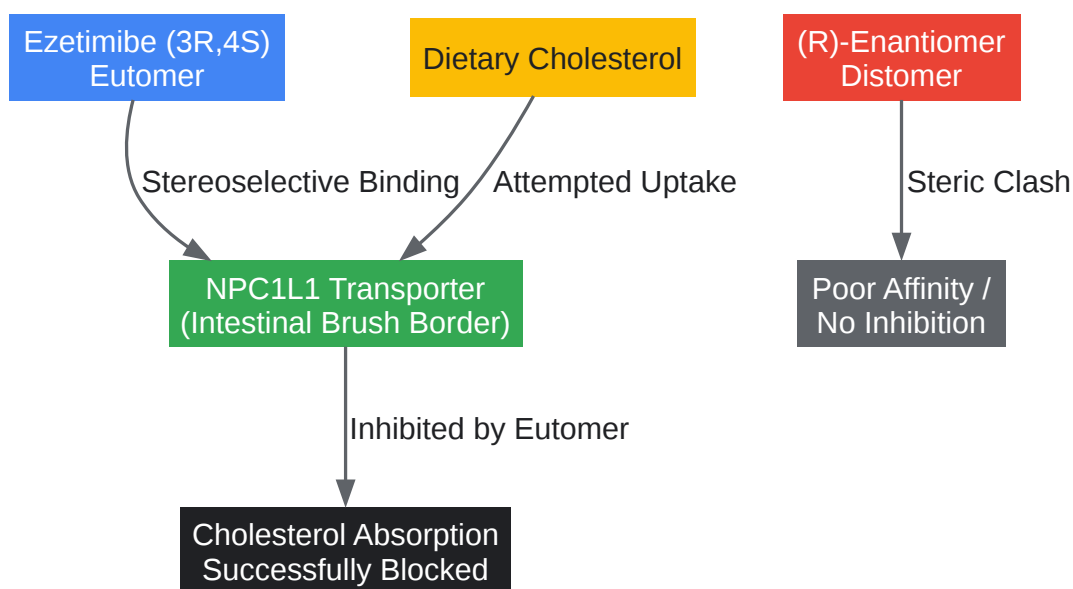 Ezetimibe (3R,4S)
Eutomer
Dietary Cholesterol
(R)-Enantiomer
Distomer
Stereoselective Binding
Attempted Uptake
Steric Clash
NPC1L1 Transporter
(Intestinal Brush Border)
Poor Affinity /
No Inhibition
Inhibited by Eutomer
Cholesterol Absorption
Successfully Blocked